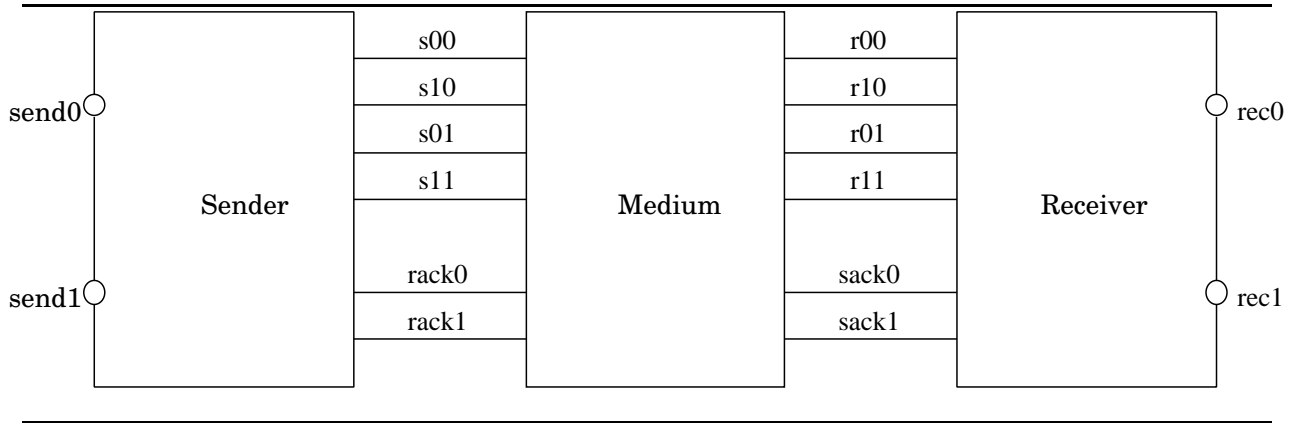 s00 r00
s10 r10
send0 rec0
s01 r01
s11 r11
Sender Medium Receiver
rack0 sack0
send1 rec1
rack1 sack1